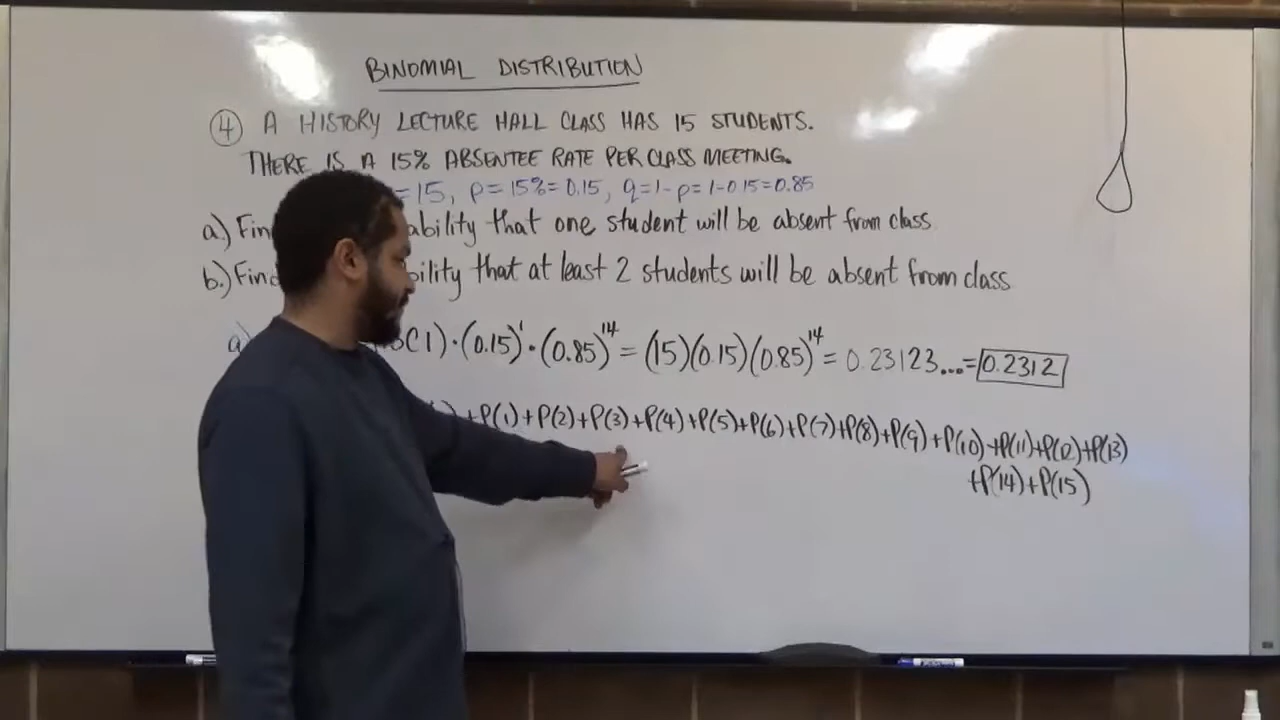 BINOMIAL DISTRIBUTION
④ A HISTORY LECTURE HALL CLASS HAS 15 STUDENTS.
THERE IS A 15% ABSENTEE RATE PER CLASS MEETING.
=15, p=15%=0.15, q=1-p=1-0.15=0.85
a.) Fin ability that one student will be absent from class
b.) Find bility that at least 2 students will be absent from class
a) C(1)·(0.15)¹·(0.85)¹⁴=(15)(0.15)(0.85)¹⁴=0.23123...=0.2312
+P(1)+P(2)+P(3)+P(4)+P(5)+P(6)+P(7)+P(8)+P(9)+P(10)+P(11)+P(12)+P(13)
+P(14)+P(15)